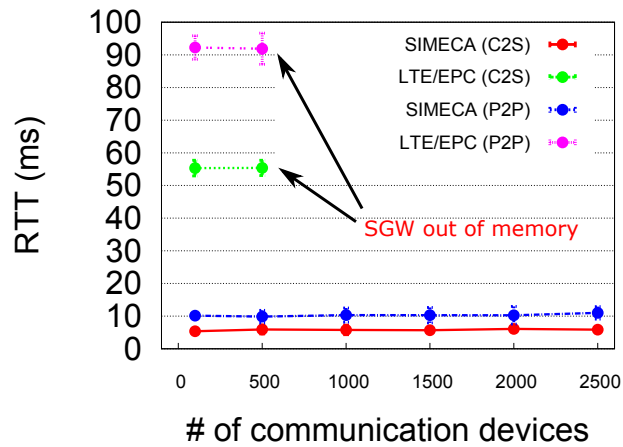 100
90
80
70
60
50
40
30
20
10
0
RTT (ms)
SIMECA (C2S)
LTE/EPC (C2S)
SIMECA (P2P)
LTE/EPC (P2P)
SGW out of memory
0 500 1000 1500 2000 2500
# of communication devices